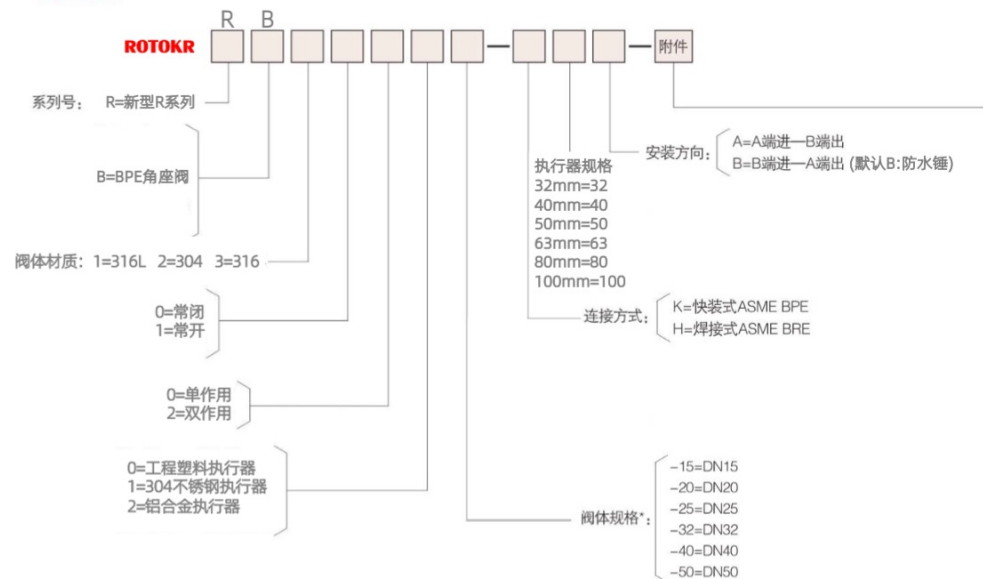 R B
ROTOKR
附件
系列号： R=新型R系列
B=BPE角座阀
阀体材质：1=316L 2=304 3=316
0=常闭
1=常开
0=单作用
2=双作用
0=工程塑料执行器
1=304不锈钢执行器
2=铝合金执行器
安装方向：
A=A端进—B端出
B=B端进—A端出 (默认B:防水锤)
执行器规格
32mm=32
40mm=40
50mm=50
63mm=63
80mm=80
100mm=100
连接方式：
K=快装式ASME BPE
H=焊接式ASME BRE
阀体规格*：
-15=DN15
-20=DN20
-25=DN25
-32=DN32
-40=DN40
-50=DN50